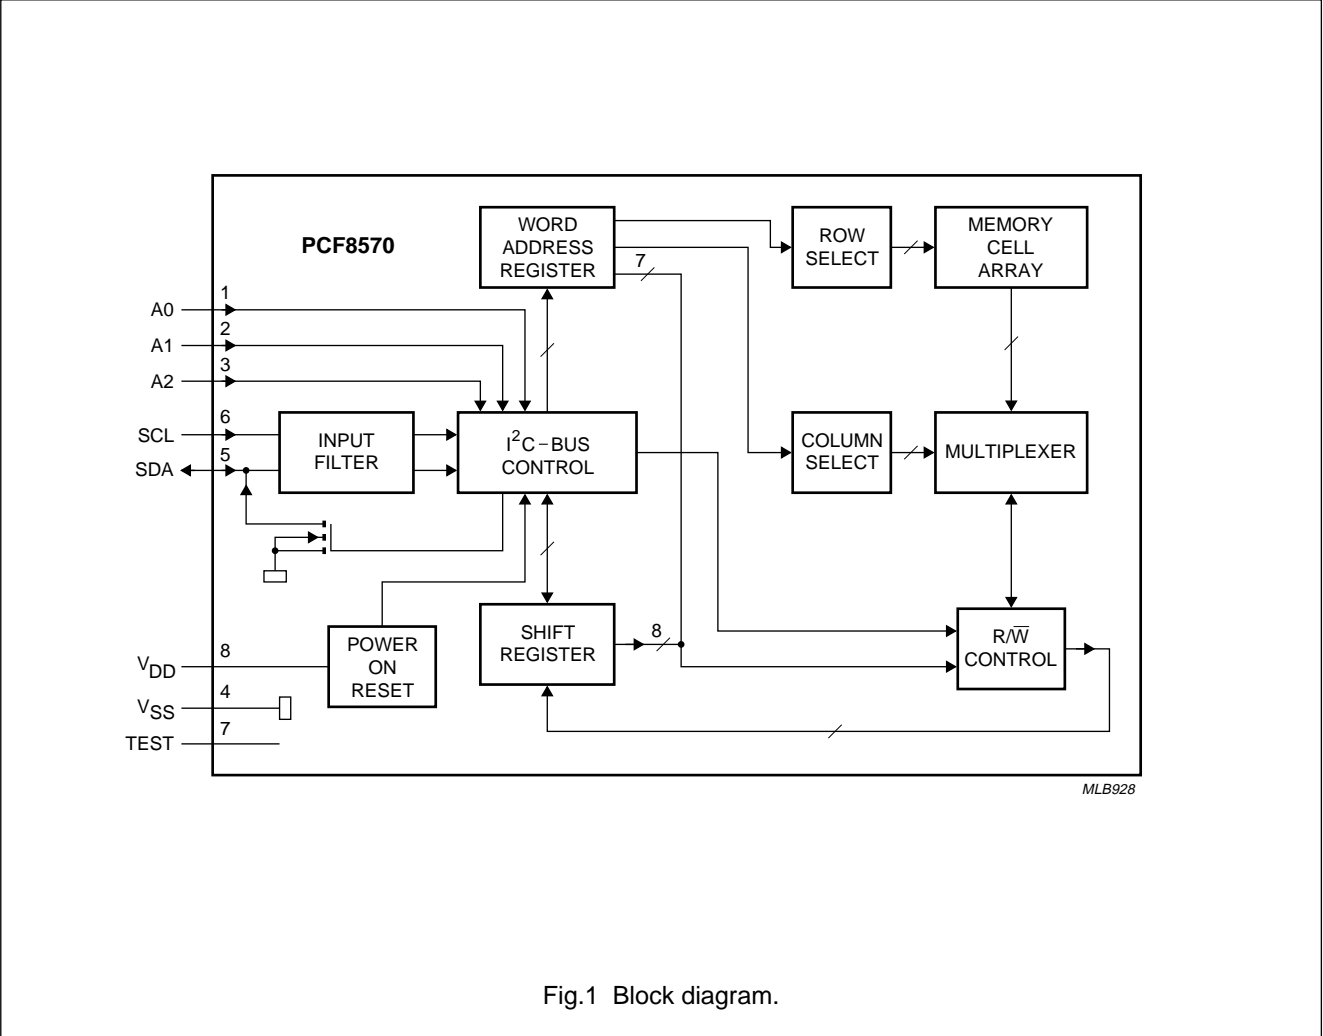 PCF8570
WORD
ADDRESS
REGISTER
7
ROW
SELECT
MEMORY
CELL
ARRAY
A0
1
A1
2
A2
3
SCL
6
SDA
5
INPUT
FILTER
I²C–BUS
CONTROL
COLUMN
SELECT
MULTIPLEXER
POWER
ON
RESET
SHIFT
REGISTER
8
R/W̅
CONTROL
VDD
8
VSS
4
TEST
7
MLB928
Fig.1 Block diagram.